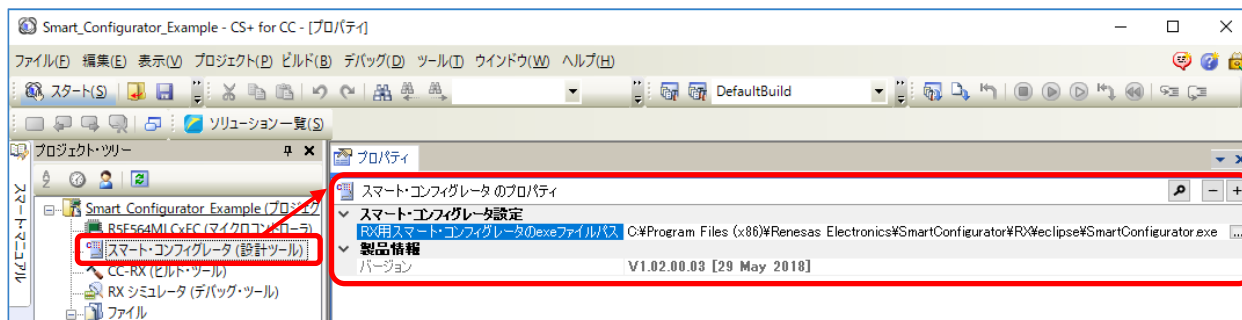 Smart_Configurator_Example - CS+ for CC - [プロパティ]
ファイル(F) 編集(E) 表示(V) プロジェクト(P) ビルド(B) デバッグ(D) ツール(T) ウインドウ(W) ヘルプ(H)
スタート(S) DefaultBuild
ソリューション一覧(S)
プロジェクト・ツリー
プロパティ
スマート・マニュアル
スマート・コンフィグレータ のプロパティ
Smart_Configurator_Example (プロジェク
スマート・コンフィグレータ設定
R5F564MLCxFC (マイクロコントローラ)
RX用スマート・コンフィグレータのexeファイルパス C:¥Program Files (x86)¥Renesas Electronics¥SmartConfigurator¥RX¥eclipse¥SmartConfigurator.exe ...
スマート・コンフィグレータ (設計ツール)
製品情報
CC-RX (ビルド・ツール)
バージョン V1.02.00.03 [29 May 2018]
RX シミュレータ (デバッグ・ツール)
ファイル